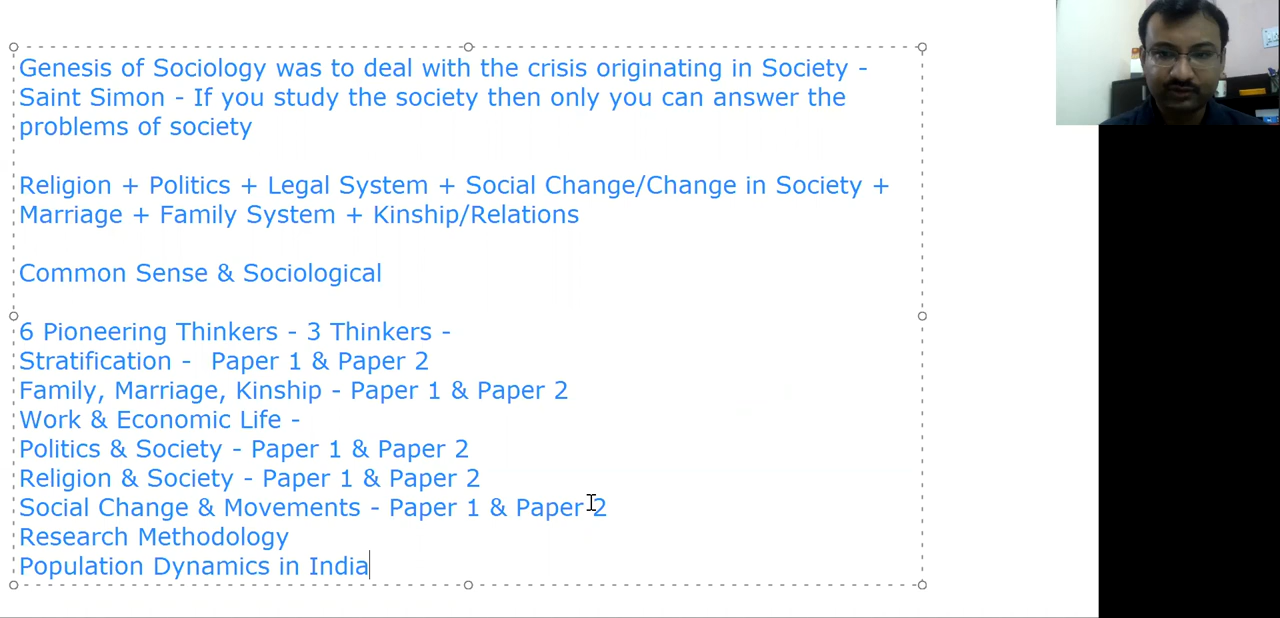 Genesis of Sociology was to deal with the crisis originating in Society -
Saint Simon - If you study the society then only you can answer the
problems of society
Religion + Politics + Legal System + Social Change/Change in Society +
Marriage + Family System + Kinship/Relations
Common Sense & Sociological
6 Pioneering Thinkers - 3 Thinkers -
Stratification -  Paper 1 & Paper 2
Family, Marriage, Kinship - Paper 1 & Paper 2
Work & Economic Life -
Politics & Society - Paper 1 & Paper 2
Religion & Society - Paper 1 & Paper 2
Social Change & Movements - Paper 1 & Paper 2
Research Methodology
Population Dynamics in India